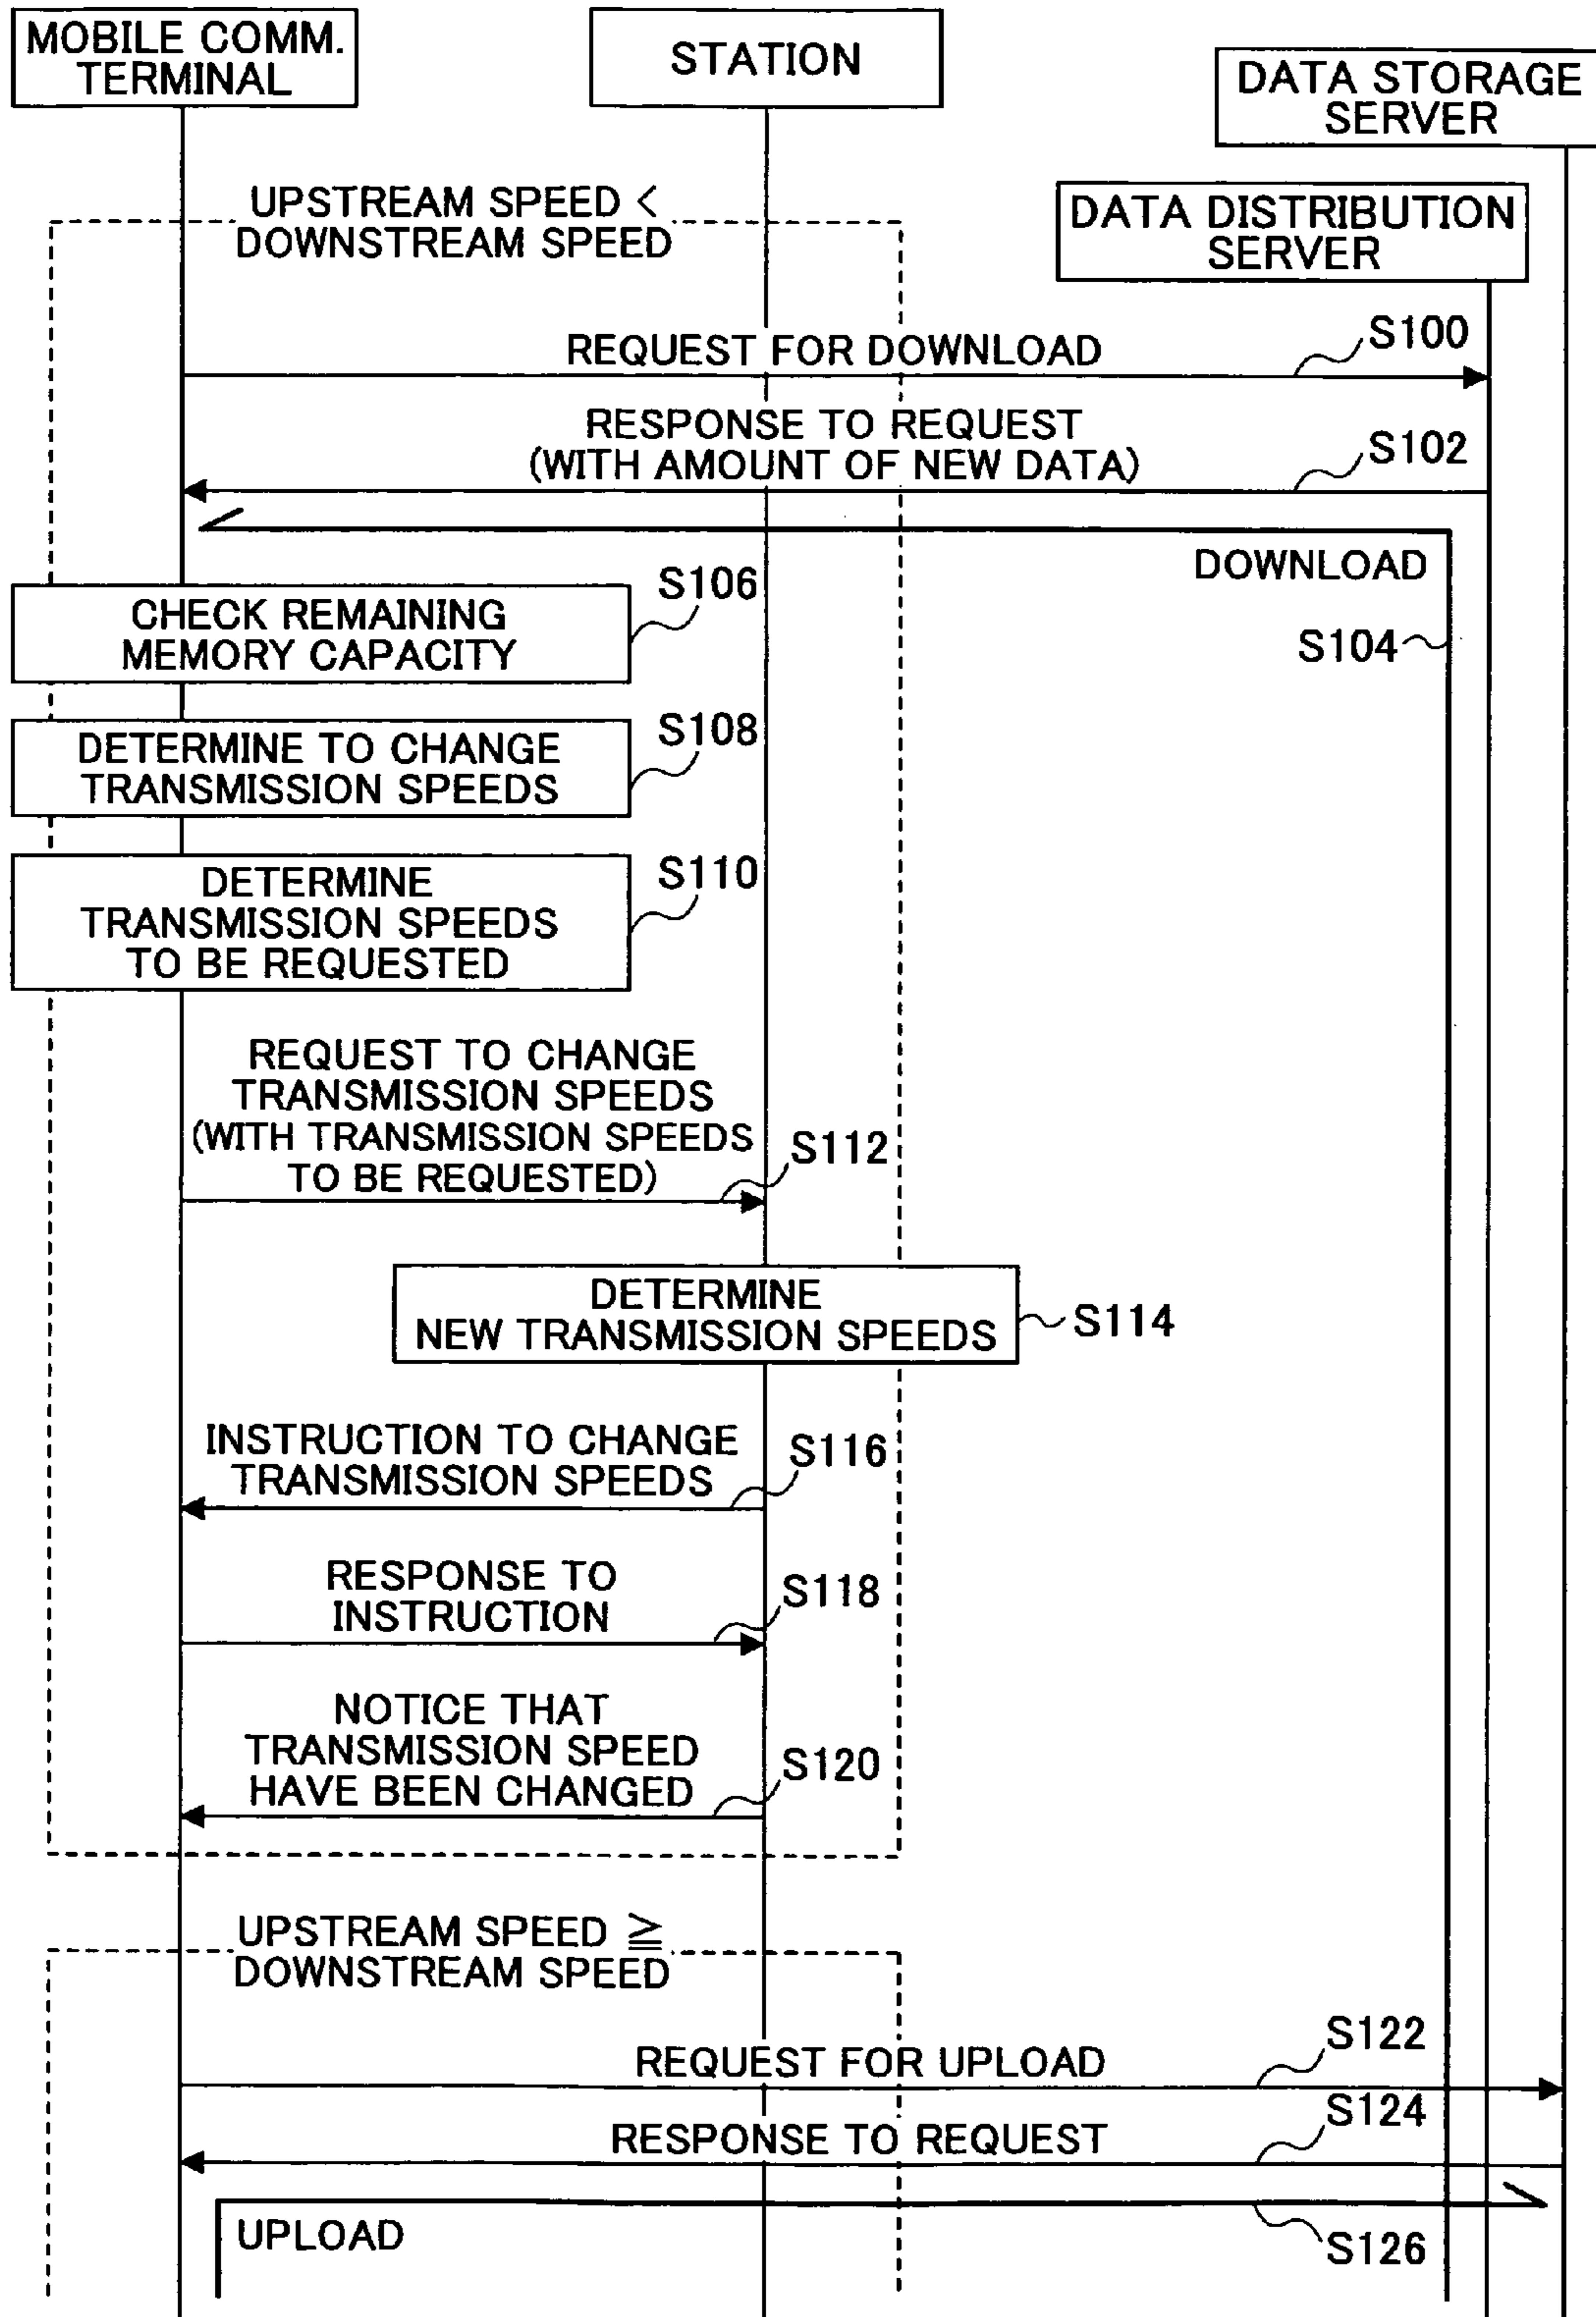 MOBILE COMM.
TERMINAL
STATION
DATA STORAGE
SERVER
DATA DISTRIBUTION
SERVER
UPSTREAM SPEED <
DOWNSTREAM SPEED
REQUEST FOR DOWNLOAD
S100
RESPONSE TO REQUEST
(WITH AMOUNT OF NEW DATA)
S102
DOWNLOAD
S104
CHECK REMAINING
MEMORY CAPACITY
S106
DETERMINE TO CHANGE
TRANSMISSION SPEEDS
S108
DETERMINE
TRANSMISSION SPEEDS
TO BE REQUESTED
S110
REQUEST TO CHANGE
TRANSMISSION SPEEDS
(WITH TRANSMISSION SPEEDS
TO BE REQUESTED)
S112
DETERMINE
NEW TRANSMISSION SPEEDS
S114
INSTRUCTION TO CHANGE
TRANSMISSION SPEEDS
S116
RESPONSE TO
INSTRUCTION
S118
NOTICE THAT
TRANSMISSION SPEED
HAVE BEEN CHANGED
S120
UPSTREAM SPEED ≧
DOWNSTREAM SPEED
REQUEST FOR UPLOAD
S122
RESPONSE TO REQUEST
S124
UPLOAD
S126